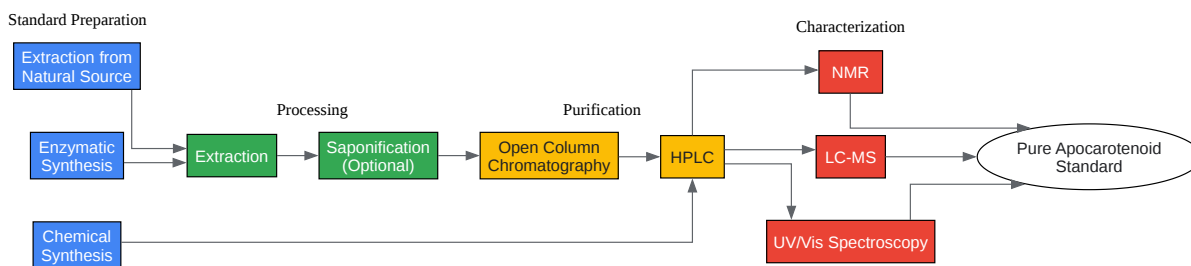 Standard Preparation
Extraction from
Natural Source
Enzymatic
Synthesis
Chemical
Synthesis
Processing
Extraction
Saponification
(Optional)
Purification
Open Column
Chromatography
HPLC
Characterization
NMR
LC-MS
UV/Vis Spectroscopy
Pure Apocarotenoid
Standard